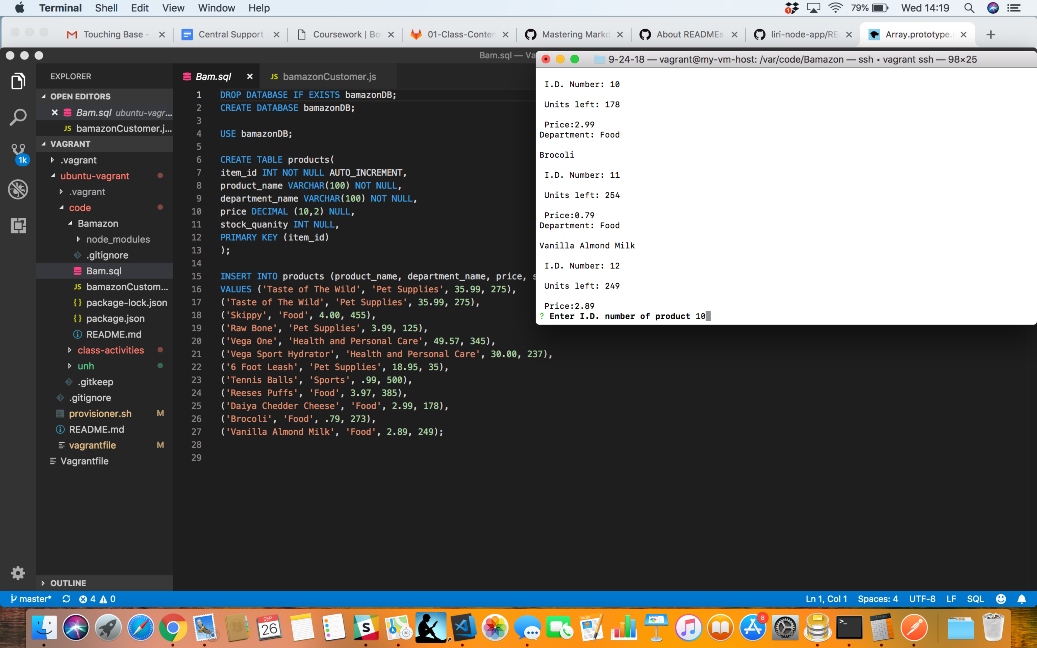 Terminal Shell Edit View Window Help 79% Wed 14:19
Touching Base - Central Support Coursework | Bo 01-Class-Conten Mastering Markd About READMEs liri-node-app/RE Array.prototype.
Bam.sql — Va
9-24-18 — vagrant@my-vm-host: /var/code/Bamazon — ssh • vagrant ssh — 98×25
EXPLORER
OPEN EDITORS
Bam.sql ubuntu-vagr...
JS bamazonCustomer.j...
VAGRANT
.vagrant
ubuntu-vagrant
.vagrant
code
Bamazon
node_modules
.gitignore
Bam.sql
JS bamazonCustom...
{} package-lock.json
{} package.json
README.md
class-activities
unh
.gitkeep
.gitignore
provisioner.sh M
README.md
vagrantfile M
Vagrantfile
OUTLINE
1k
Bam.sql JS bamazonCustomer.js
1 DROP DATABASE IF EXISTS bamazonDB;
2 CREATE DATABASE bamazonDB;
3
4 USE bamazonDB;
5
6 CREATE TABLE products(
7 item_id INT NOT NULL AUTO_INCREMENT,
8 product_name VARCHAR(100) NOT NULL,
9 department_name VARCHAR(100) NOT NULL,
10 price DECIMAL (10,2) NULL,
11 stock_quanity INT NULL,
12 PRIMARY KEY (item_id)
13 );
14
15 INSERT INTO products (product_name, department_name, price, s
16 VALUES ('Taste of The Wild', 'Pet Supplies', 35.99, 275),
17 ('Taste of The Wild', 'Pet Supplies', 35.99, 275),
18 ('Skippy', 'Food', 4.00, 455),
19 ('Raw Bone', 'Pet Supplies', 3.99, 125),
20 ('Vega One', 'Health and Personal Care', 49.57, 345),
21 ('Vega Sport Hydrator', 'Health and Personal Care', 30.00, 237),
22 ('6 Foot Leash', 'Pet Supplies', 18.95, 35),
23 ('Tennis Balls', 'Sports', .99, 500),
24 ('Reeses Puffs', 'Food', 3.97, 385),
25 ('Daiya Chedder Cheese', 'Food', 2.99, 178),
26 ('Brocoli', 'Food', .79, 273),
27 ('Vanilla Almond Milk', 'Food', 2.89, 249);
28
29
I.D. Number: 10
Units left: 178
Price:2.99
Department: Food
Brocoli
I.D. Number: 11
Units left: 254
Price:0.79
Department: Food
Vanilla Almond Milk
I.D. Number: 12
Units left: 249
Price:2.89
? Enter I.D. number of product 10
master* 4 0 Ln 1, Col 1 Spaces: 4 UTF-8 LF SQL
26